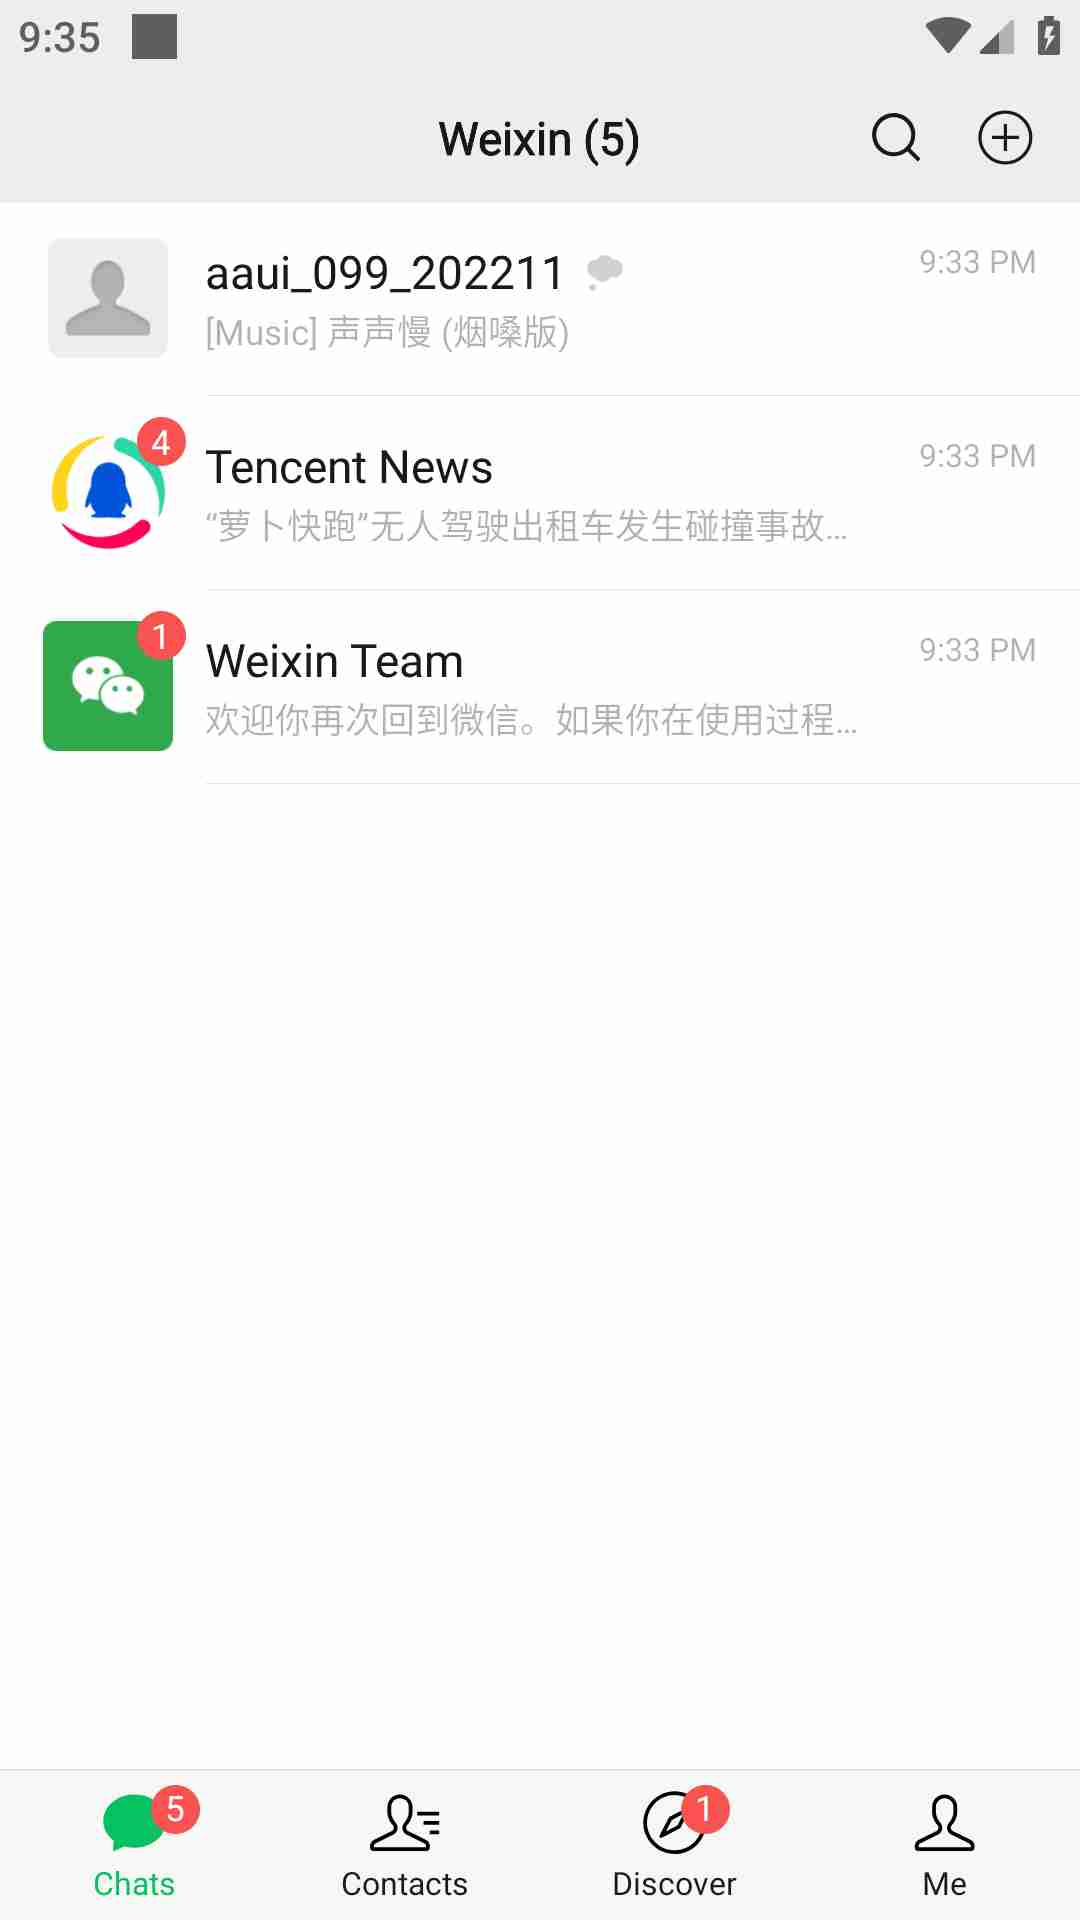 9:35
Weixin (5)
aaui_099_202211
9:33 PM
[Music] 声声慢 (烟嗓版)
4
Tencent News
9:33 PM
“萝卜快跑”无人驾驶出租车发生碰撞事故...
1
Weixin Team
9:33 PM
欢迎你再次回到微信。如果你在使用过程...
5
1
Chats
Contacts
Discover
Me